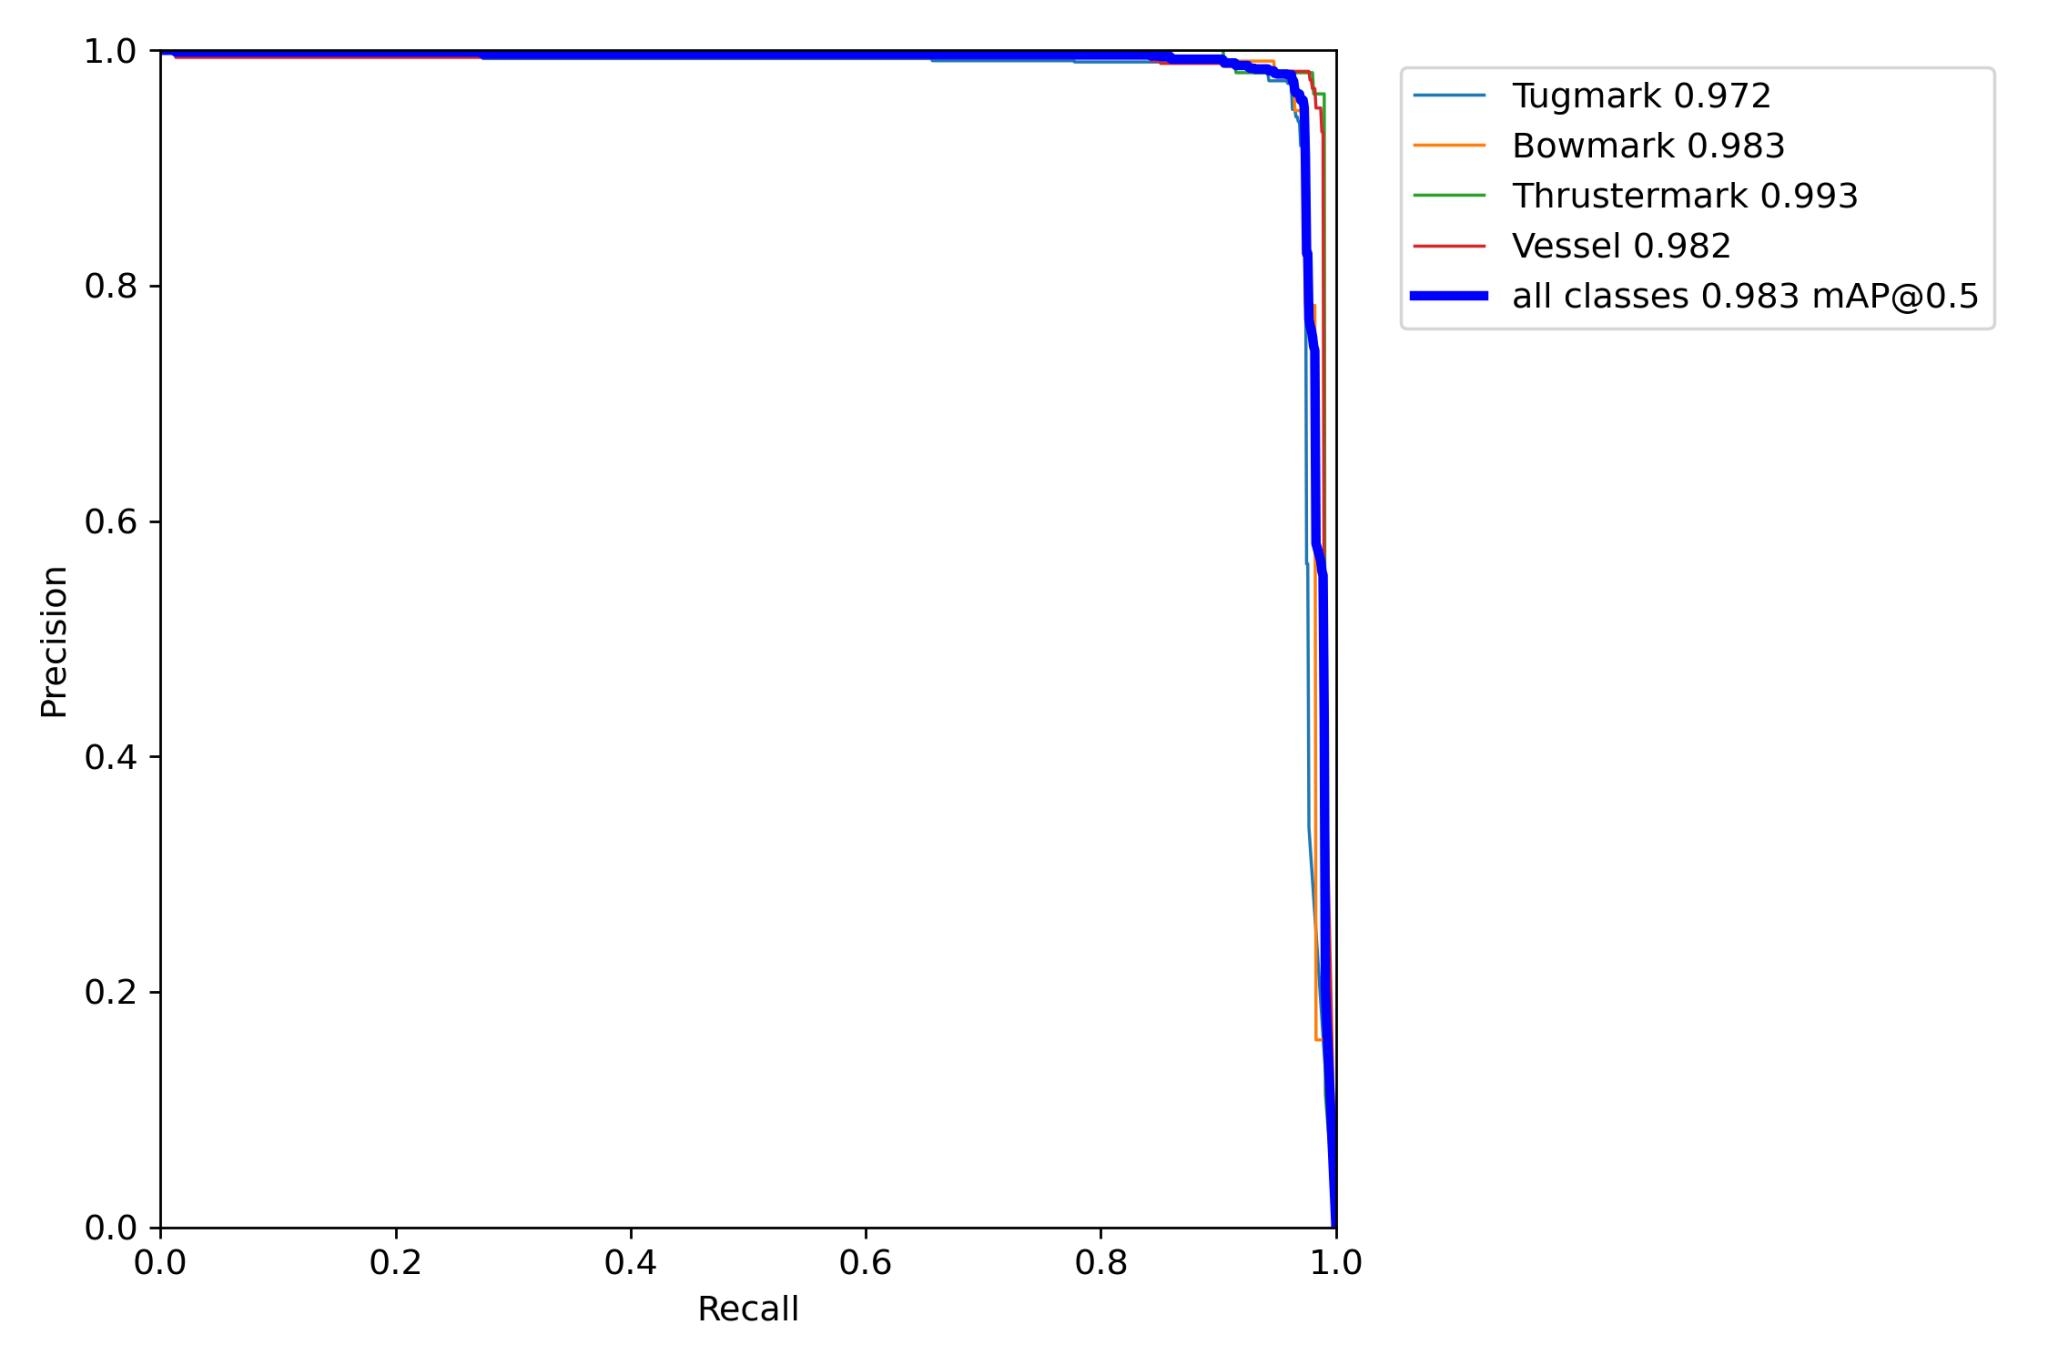 1.0
0.8
0.6
0.4
0.2
0.0
Precision
0.0 0.2 0.4 0.6 0.8 1.0
Recall
Tugmark 0.972
Bowmark 0.983
Thrustermark 0.993
Vessel 0.982
all classes 0.983 mAP@0.5